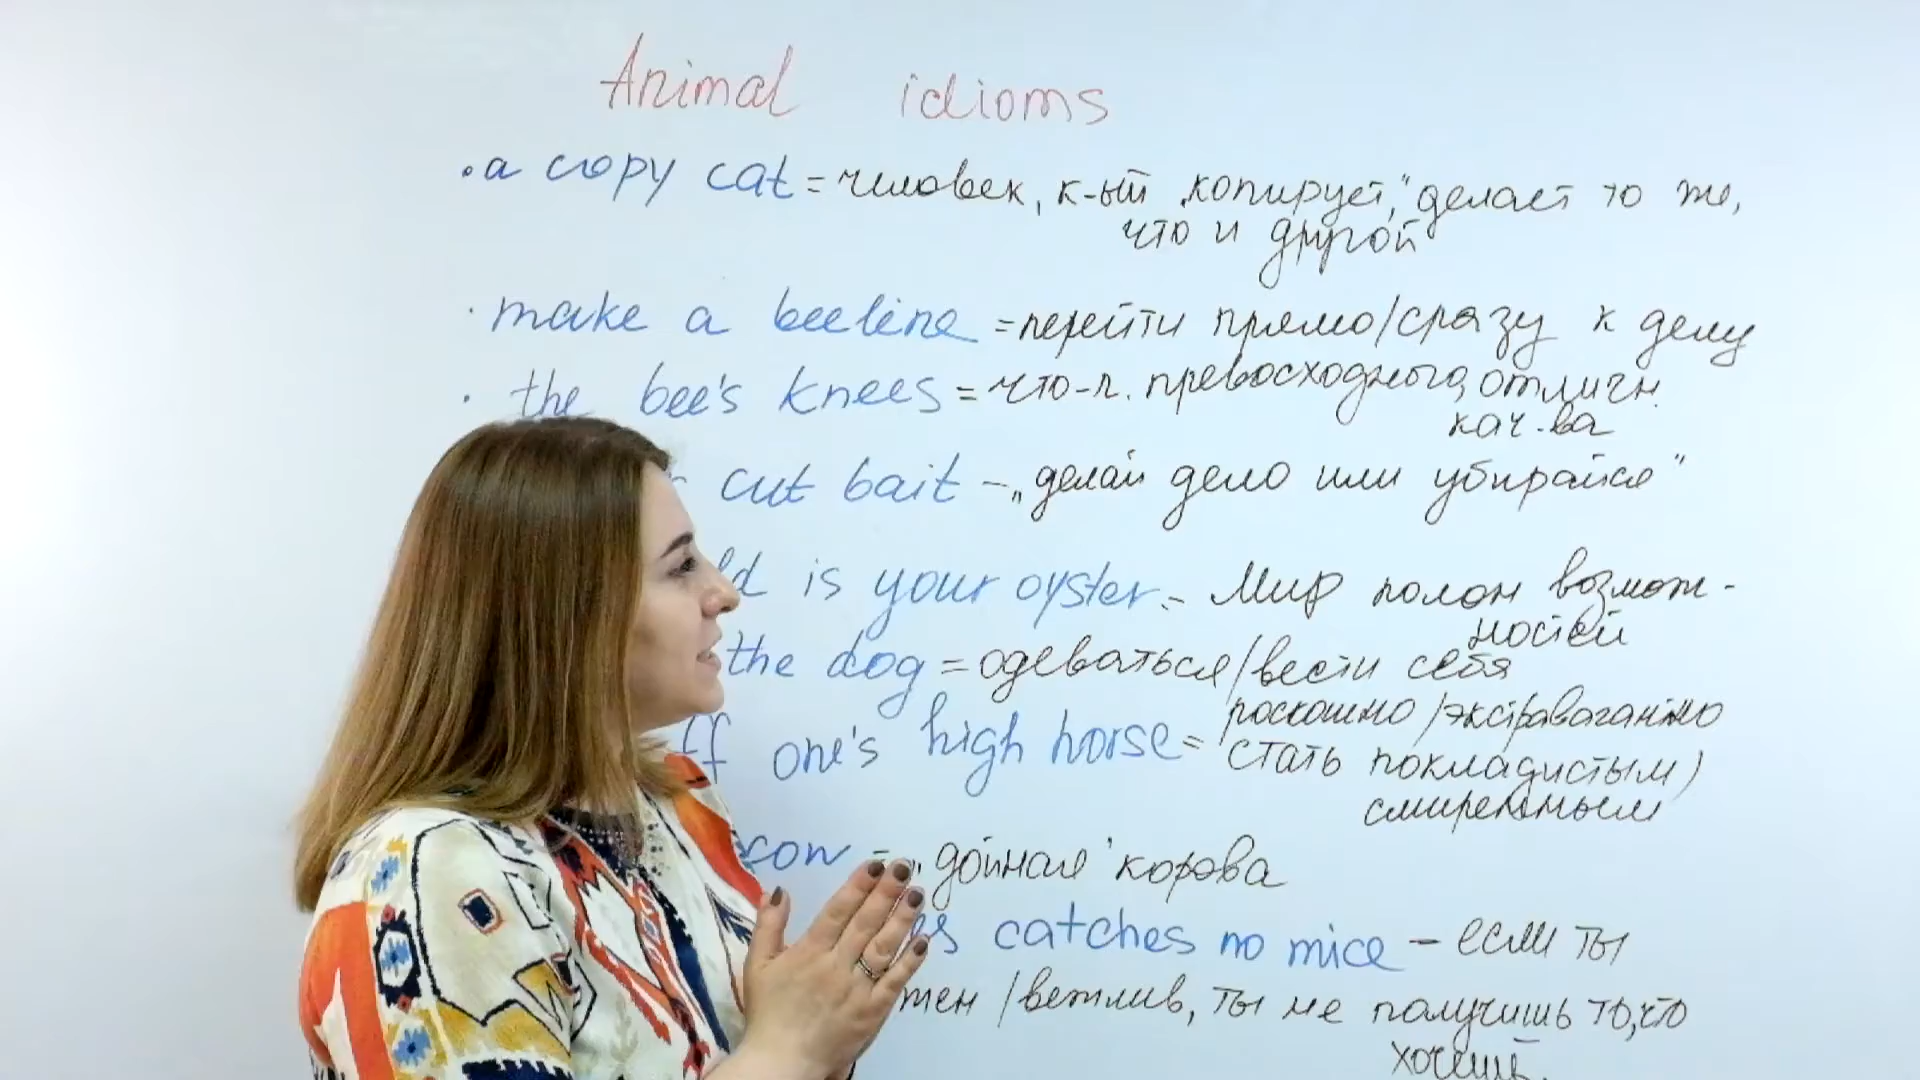 Animal idioms
• a copy cat = человек, к-ый „копирует," делает то же,
что и другой
• make a beeline = перейти прямо/сразу к делу
• the bee's knees = что-л. превосходного, отличн.
кач-ва
cut bait – „делай дело или убирайся"
is your oyster – Мир полон возмож-
ностей
the dog = одеваться/вести себя
роскошно/экстравагантно
one's high horse = стать покладистым/
смиренным
cow = „дойная" корова
catches no mice – если ты
/вежлив, ты не получишь то, что
хочешь.